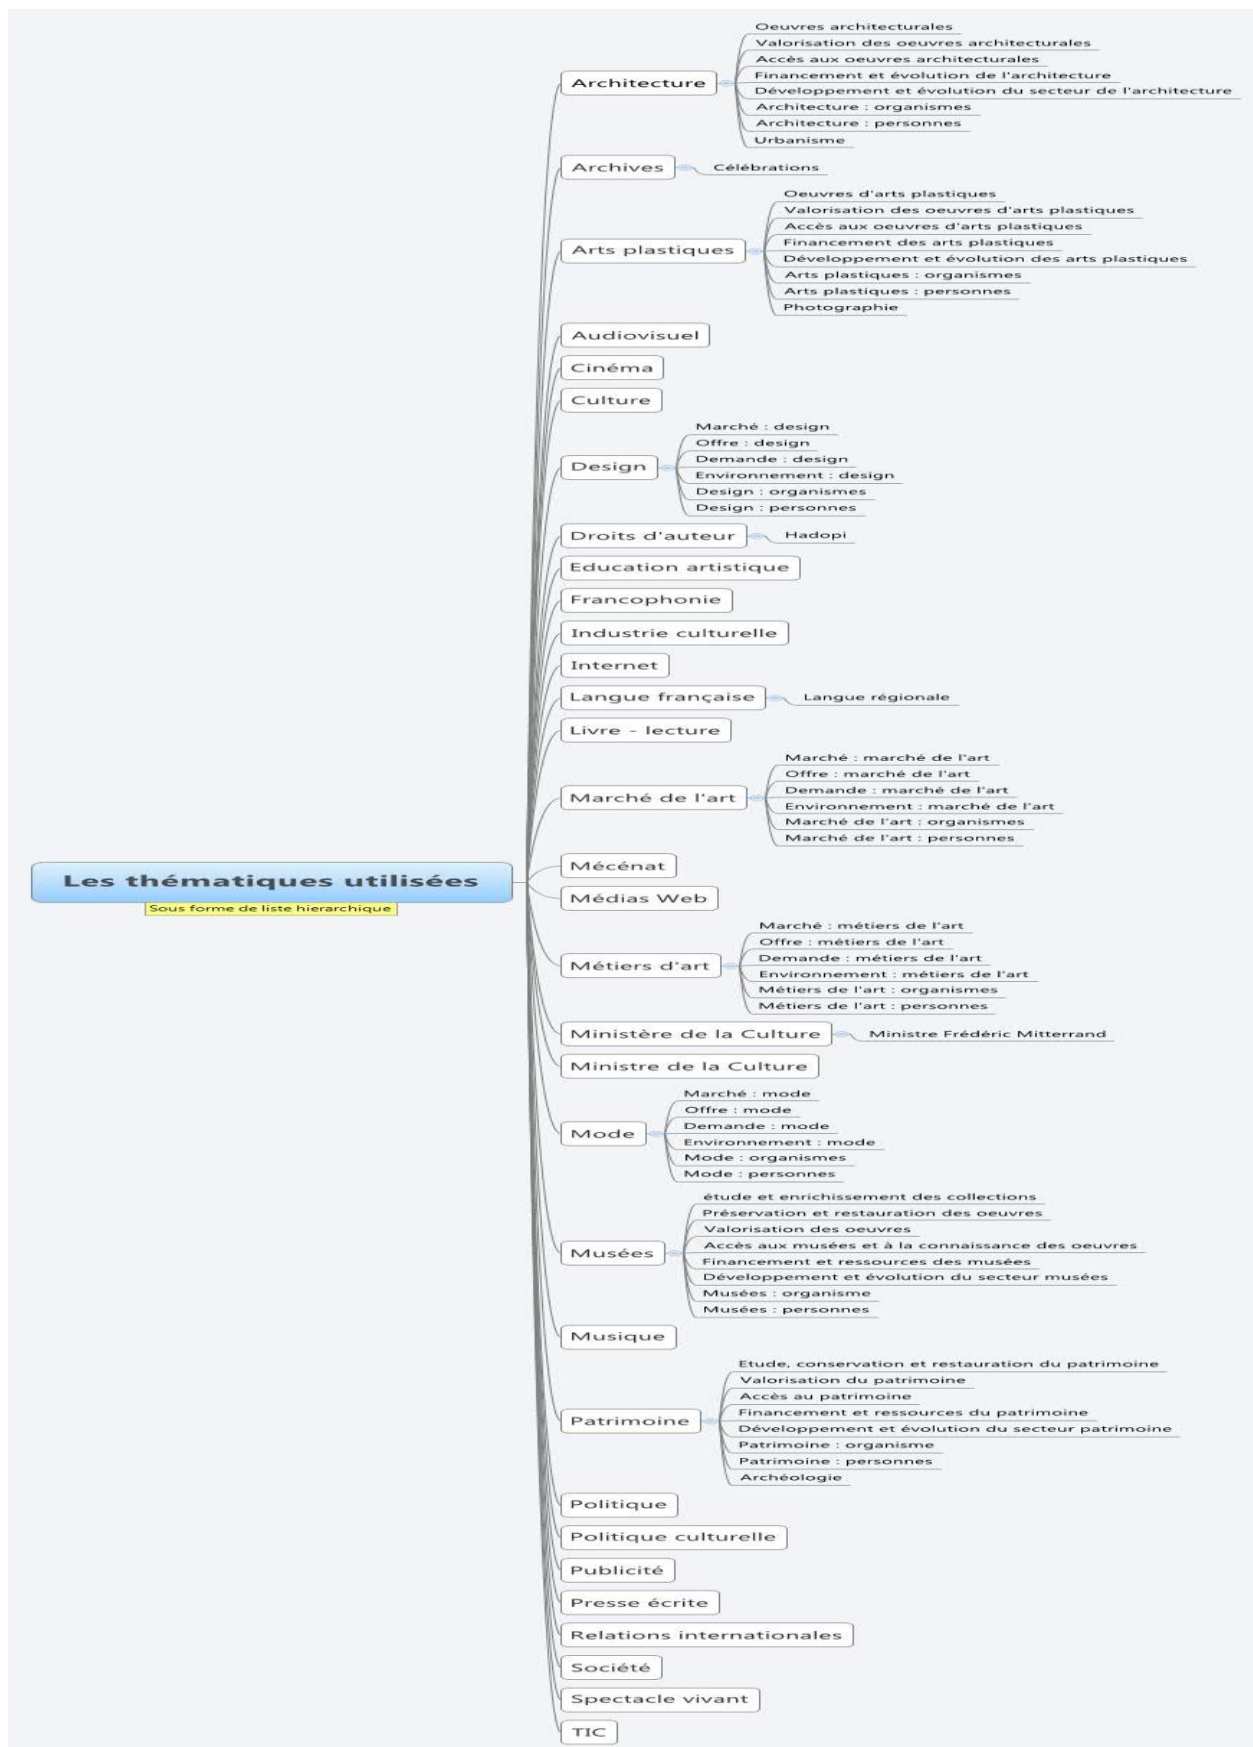 Les thématiques utilisées
Sous forme de liste hierarchique
Architecture
Oeuvres architecturales
Valorisation des oeuvres architecturales
Accès aux oeuvres architecturales
Financement et évolution de l'architecture
Développement et évolution du secteur de l'architecture
Architecture : organismes
Architecture : personnes
Urbanisme
Archives
Célébrations
Arts plastiques
Oeuvres d'arts plastiques
Valorisation des oeuvres d'arts plastiques
Accès aux oeuvres d'arts plastiques
Financement des arts plastiques
Développement et évolution des arts plastiques
Arts plastiques : organismes
Arts plastiques : personnes
Photographie
Audiovisuel
Cinéma
Culture
Design
Marché : design
Offre : design
Demande : design
Environnement : design
Design : organismes
Design : personnes
Droits d'auteur
Hadopi
Education artistique
Francophonie
Industrie culturelle
Internet
Langue française
Langue régionale
Livre - lecture
Marché de l'art
Marché : marché de l'art
Offre : marché de l'art
Demande : marché de l'art
Environnement : marché de l'art
Marché de l'art : organismes
Marché de l'art : personnes
Mécénat
Médias Web
Métiers d'art
Marché : métiers de l'art
Offre : métiers de l'art
Demande : métiers de l'art
Environnement : métiers de l'art
Métiers de l'art : organismes
Métiers de l'art : personnes
Ministère de la Culture
Ministre Frédéric Mitterrand
Ministre de la Culture
Mode
Marché : mode
Offre : mode
Demande : mode
Environnement : mode
Mode : organismes
Mode : personnes
Musées
étude et enrichissement des collections
Préservation et restauration des oeuvres
Valorisation des oeuvres
Accès aux musées et à la connaissance des oeuvres
Financement et ressources des musées
Développement et évolution du secteur musées
Musées : organisme
Musées : personnes
Musique
Patrimoine
Etude, conservation et restauration du patrimoine
Valorisation du patrimoine
Accès au patrimoine
Financement et ressources du patrimoine
Développement et évolution du secteur patrimoine
Patrimoine : organisme
Patrimoine : personnes
Archéologie
Politique
Politique culturelle
Publicité
Presse écrite
Relations internationales
Société
Spectacle vivant
TIC